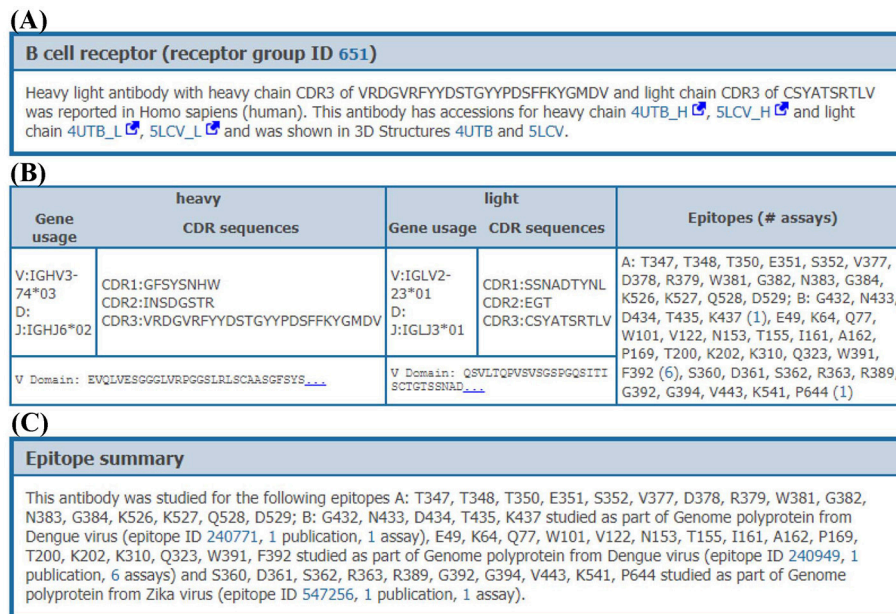 (A)
B cell receptor (receptor group ID 651)
Heavy light antibody with heavy chain CDR3 of VRDGVRFYYDSTGYYPDSFFKYGMDV and light chain CDR3 of CSYATSRTLV
was reported in Homo sapiens (human). This antibody has accessions for heavy chain 4UTB_H, 5LCV_H and light
chain 4UTB_L, 5LCV_L and was shown in 3D Structures 4UTB and 5LCV.
(B)
heavy
light
Epitopes (# assays)
Gene
usage
CDR sequences
Gene usage
CDR sequences
V:IGHV3-
74*03
D:
J:IGHJ6*02
CDR1:GFSYSNHW
CDR2:INSDGSTR
CDR3:VRDGVRFYYDSTGYYPDSFFKYGMDV
V:IGLV2-
23*01
D:
J:IGLJ3*01
CDR1:SSNADTYNL
CDR2:EGT
CDR3:CSYATSRTLV
A: T347, T348, T350, E351, S352, V377,
D378, R379, W381, G382, N383, G384,
K526, K527, Q528, D529; B: G432, N433,
D434, T435, K437 (1), E49, K64, Q77,
W101, V122, N153, T155, I161, A162,
P169, T200, K202, K310, Q323, W391,
F392 (6), S360, D361, S362, R363, R389,
G392, G394, V443, K541, P644 (1)
V Domain: EVQLVESGGGLVRPGGSLRLSCAASGFSYS...
V Domain: QSVLTQPVSVSGSPGQSITI
SCTGTSSNAD...
(C)
Epitope summary
This antibody was studied for the following epitopes A: T347, T348, T350, E351, S352, V377, D378, R379, W381, G382,
N383, G384, K526, K527, Q528, D529; B: G432, N433, D434, T435, K437 studied as part of Genome polyprotein from
Dengue virus (epitope ID 240771, 1 publication, 1 assay), E49, K64, Q77, W101, V122, N153, T155, I161, A162, P169,
T200, K202, K310, Q323, W391, F392 studied as part of Genome polyprotein from Dengue virus (epitope ID 240949, 1
publication, 6 assays) and S360, D361, S362, R363, R389, G392, G394, V443, K541, P644 studied as part of Genome
polyprotein from Zika virus (epitope ID 547256, 1 publication, 1 assay).